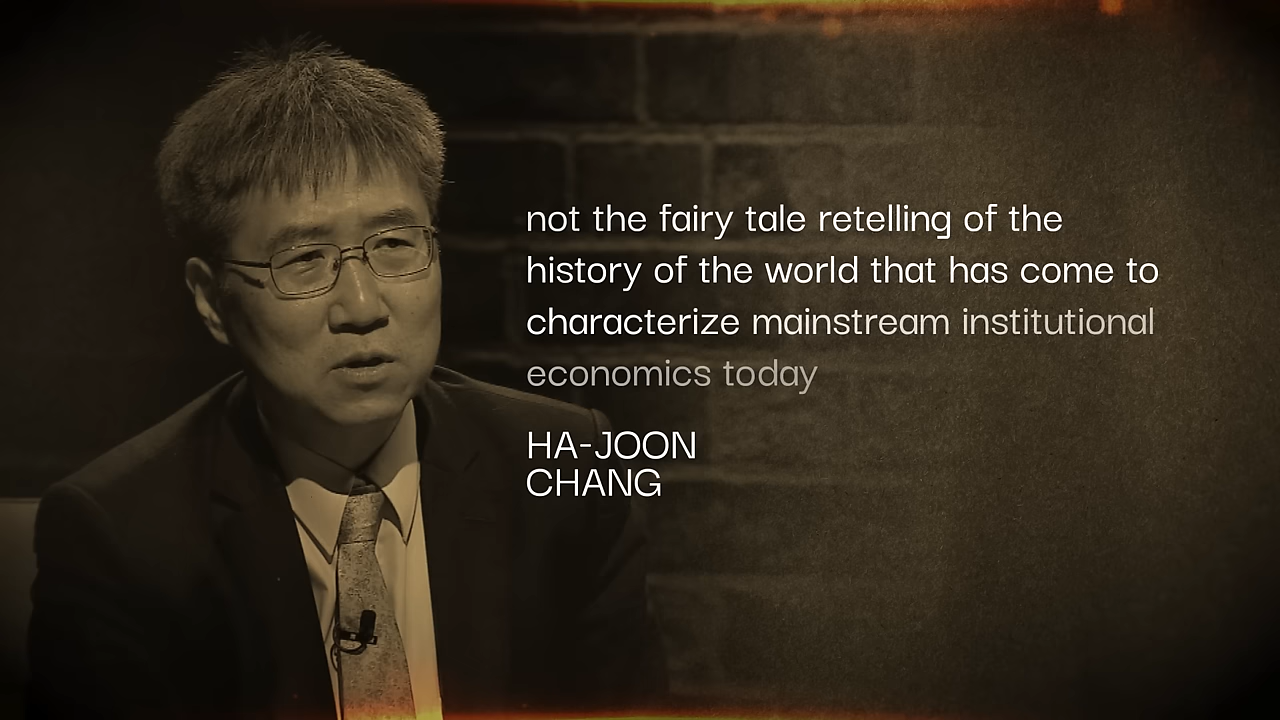 not the fairy tale retelling of the
history of the world that has come to
characterize mainstream institutional
economics today
HA-JOON
CHANG